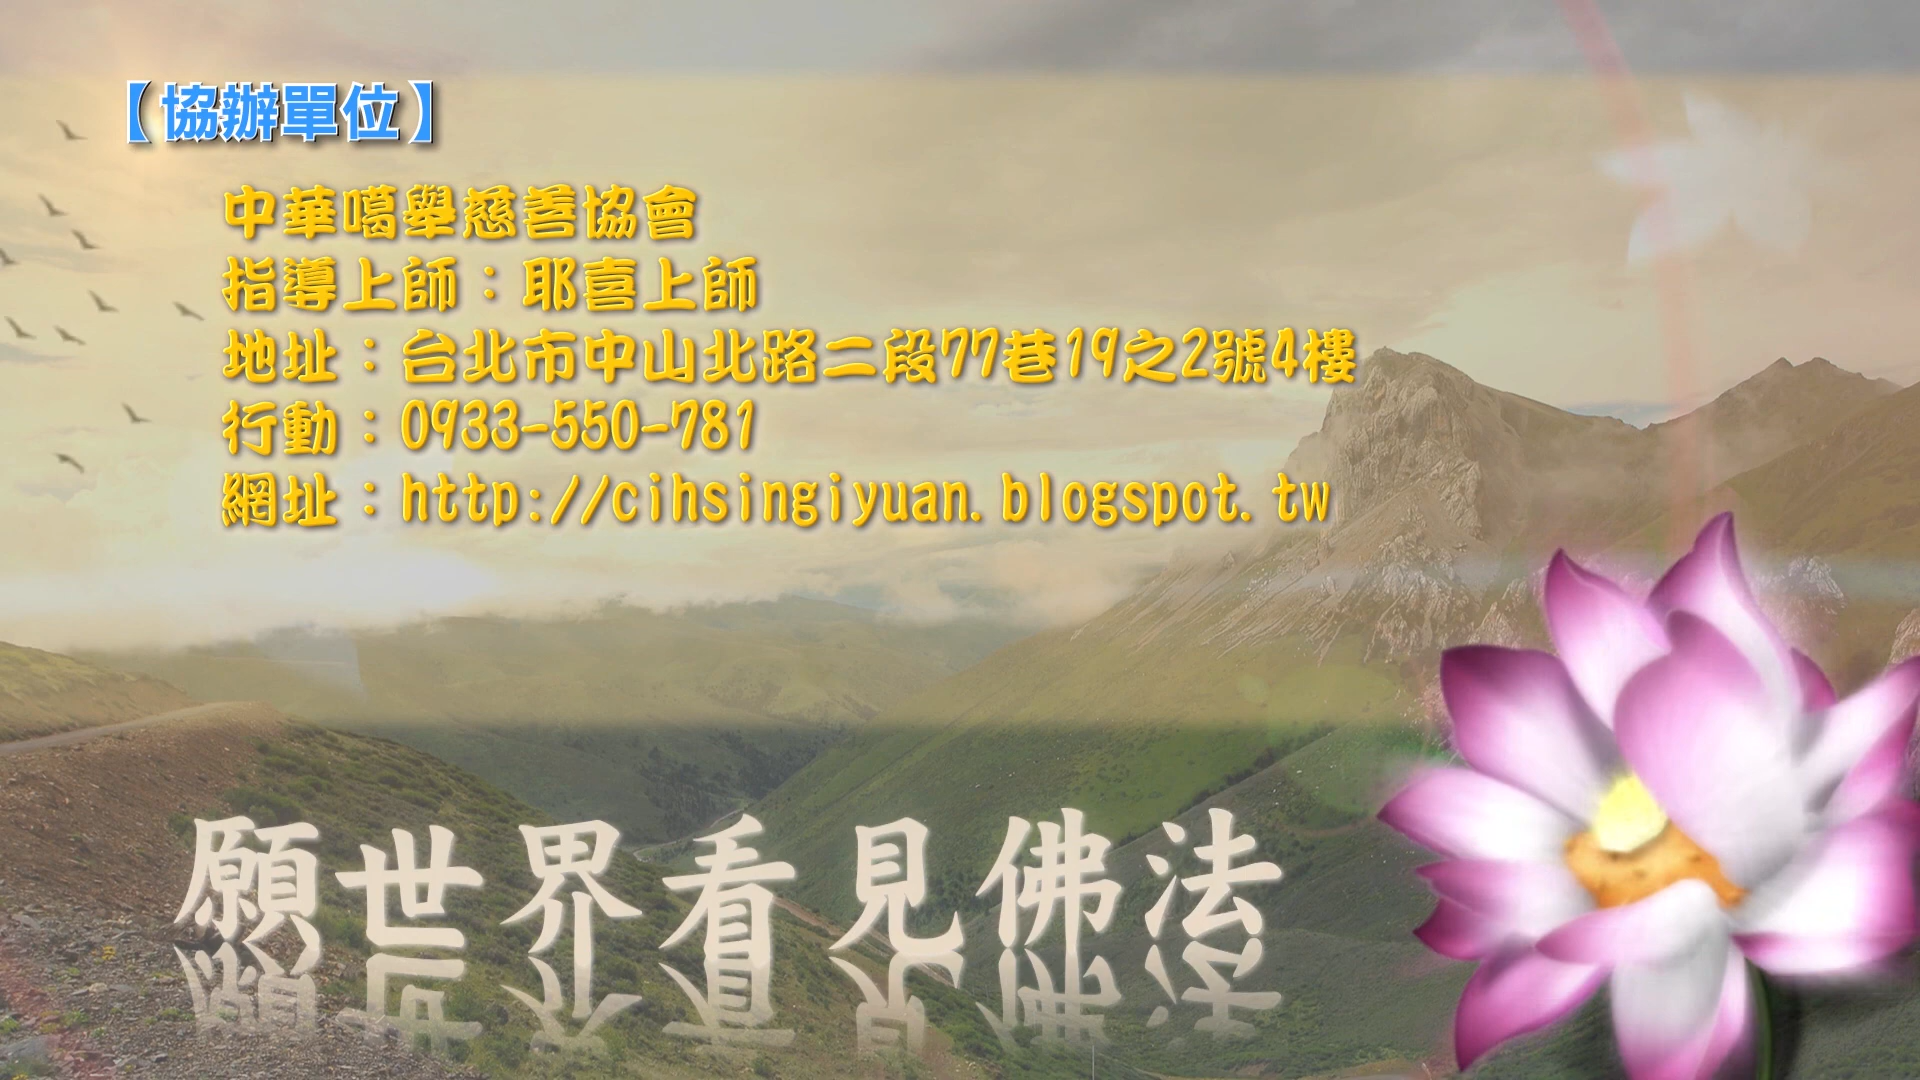 【協辦單位】
中華噶舉慈善協會
指導上師：耶喜上師
地址：台北市中山北路二段77巷19之2號4樓
行動：0933-550-781
網址：http://cihsingiyuan.blogspot.tw
願世界看見佛法